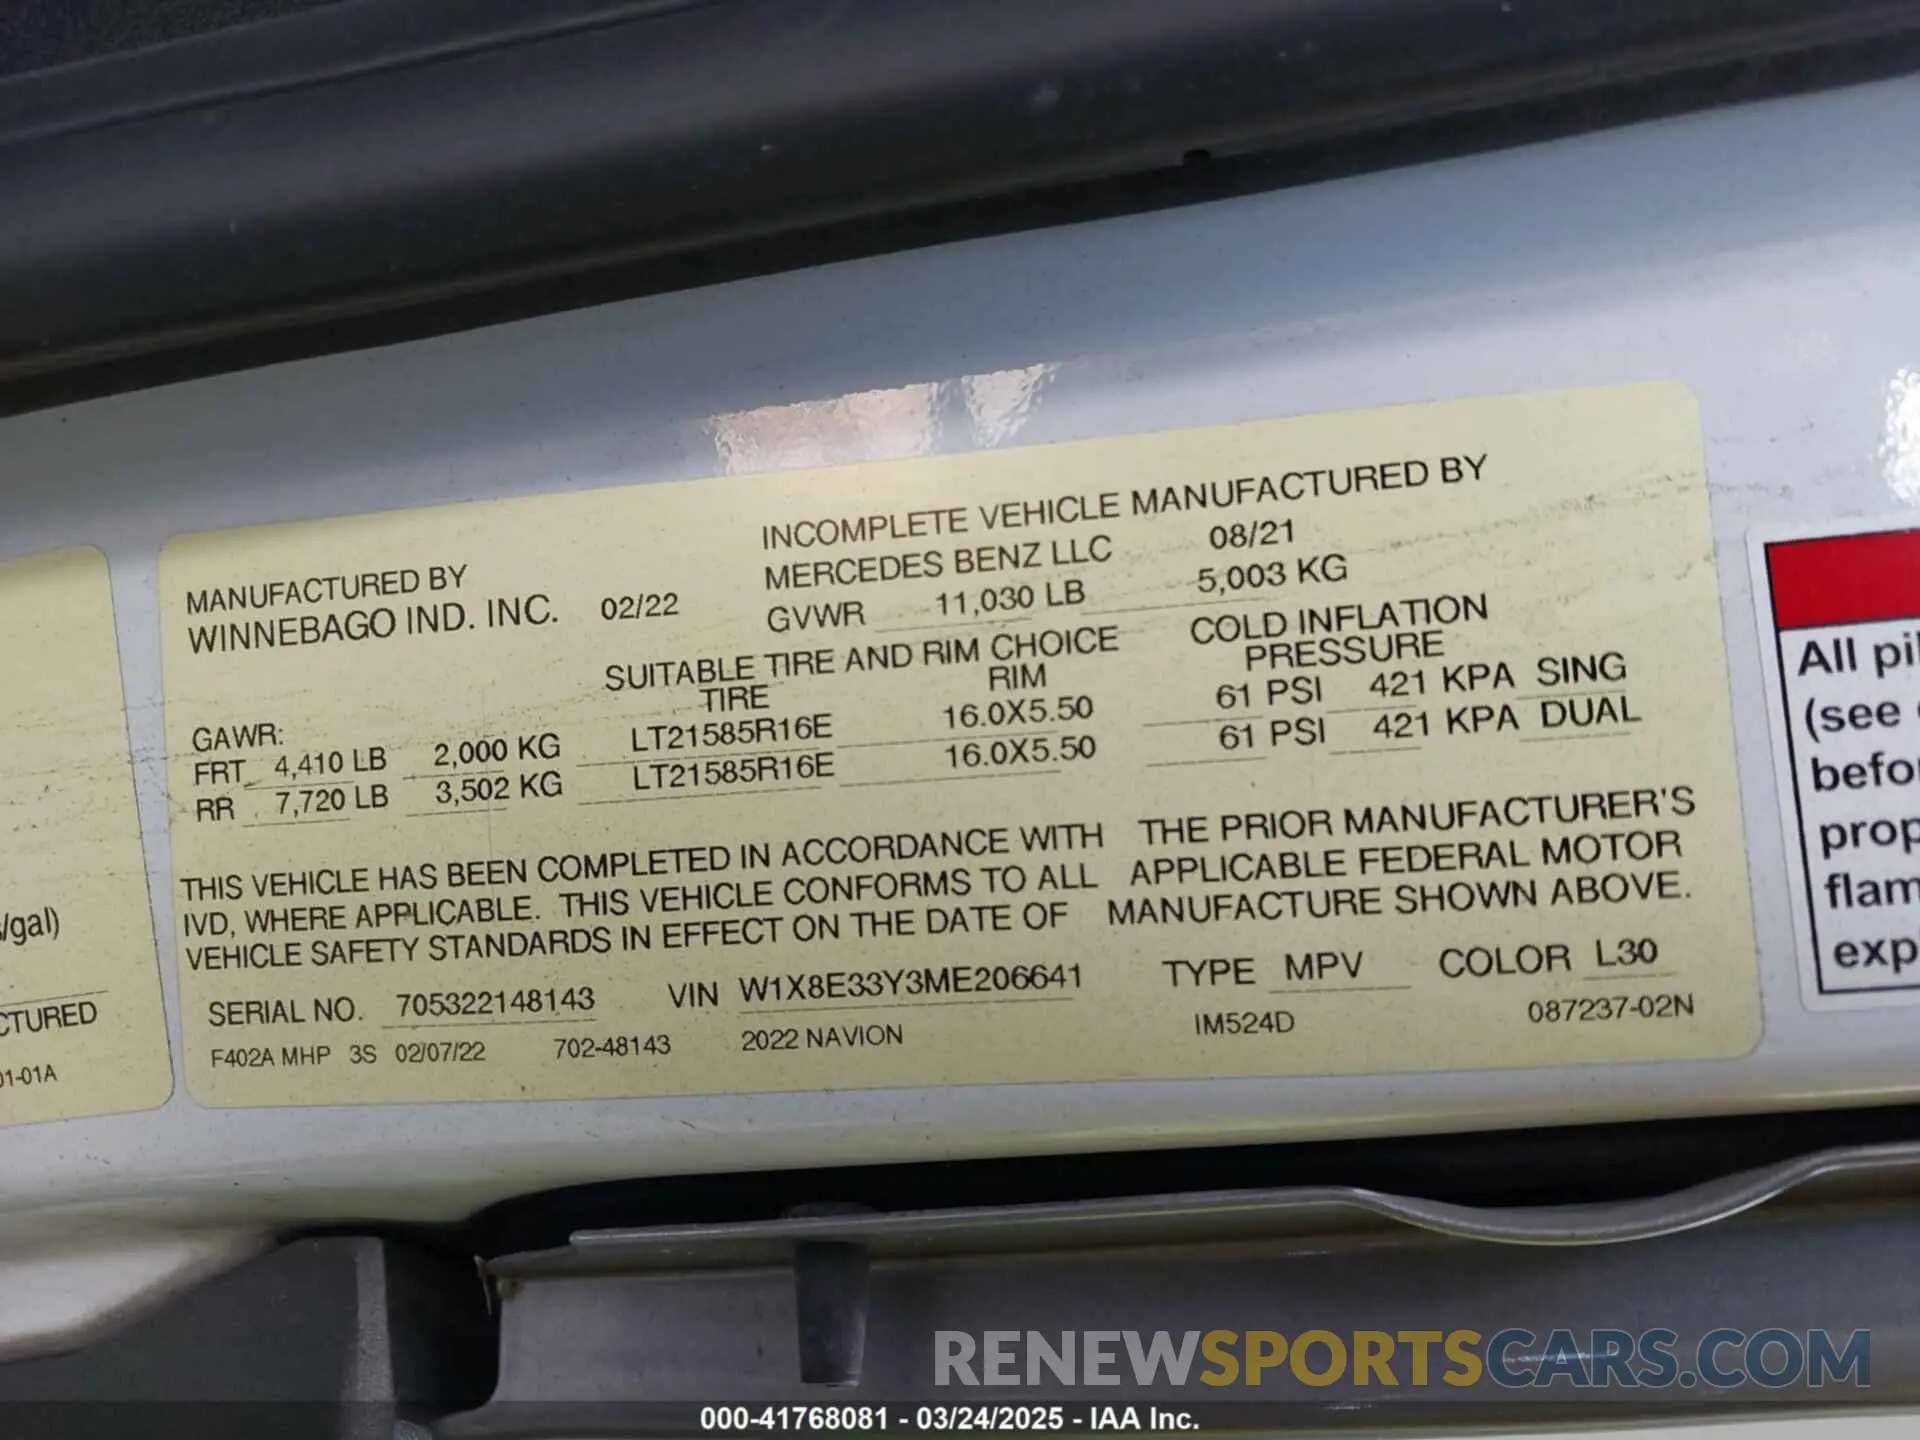 MANUFACTURED BY
WINNEBAGO IND. INC. 02/22
INCOMPLETE VEHICLE MANUFACTURED BY
MERCEDES BENZ LLC 08/21
GVWR 11,030 LB 5,003 KG
SUITABLE TIRE AND RIM CHOICE
TIRE RIM
COLD INFLATION
PRESSURE
GAWR:
FRT 4,410 LB 2,000 KG LT21585R16E 16.0X5.50 61 PSI 421 KPA SING
RR 7,720 LB 3,502 KG LT21585R16E 16.0X5.50 61 PSI 421 KPA DUAL
THIS VEHICLE HAS BEEN COMPLETED IN ACCORDANCE WITH THE PRIOR MANUFACTURER'S
IVD, WHERE APPLICABLE. THIS VEHICLE CONFORMS TO ALL APPLICABLE FEDERAL MOTOR
VEHICLE SAFETY STANDARDS IN EFFECT ON THE DATE OF MANUFACTURE SHOWN ABOVE.
SERIAL NO. 705322148143 VIN W1X8E33Y3ME206641 TYPE MPV COLOR L30
F402A MHP 3S 02/07/22 702-48143 2022 NAVION IM524D 087237-02N
/gal)
CTURED
01-01A
All pil
(see
befo
prop
flam
exp
RENEWSPORTSCARS.COM
000-41768081 - 03/24/2025 - IAA Inc.